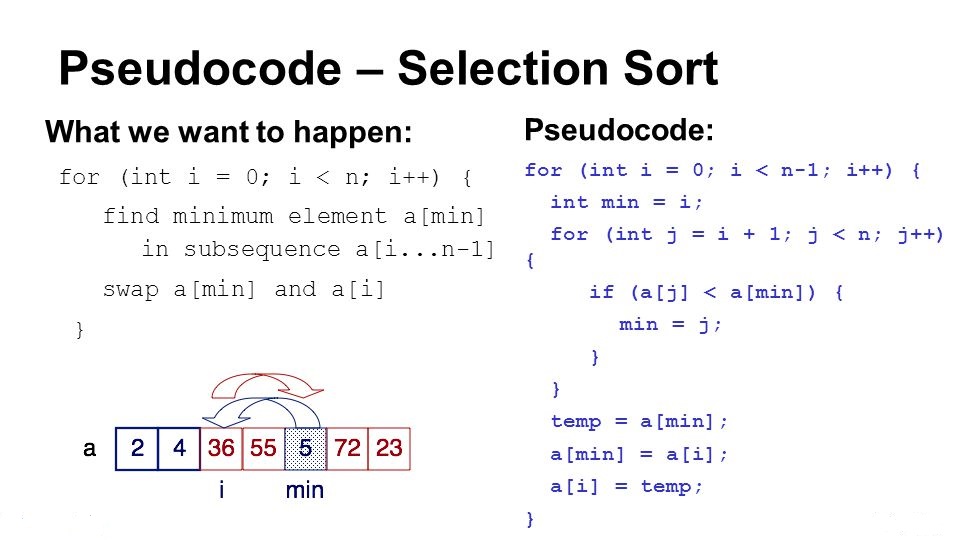 Pseudocode – Selection Sort
What we want to happen:
for (int i = 0; i < n; i++) {
find minimum element a[min]
in subsequence a[i...n-1]
swap a[min] and a[i]
}
a 2 4 36 55 5 72 23
i min
Pseudocode:
for (int i = 0; i < n-1; i++) {
int min = i;
for (int j = i + 1; j < n; j++)
{
if (a[j] < a[min]) {
min = j;
}
}
temp = a[min];
a[min] = a[i];
a[i] = temp;
}